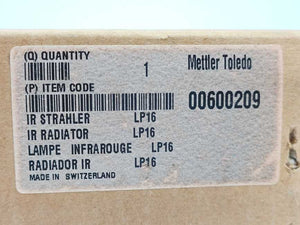 (Q) QUANTITY 1 Mettler Toledo
(P) ITEM CODE 00600209
IR STRAHLER LP16
IR RADIATOR LP16
LAMPE INFRAROUGE LP16
RADIADOR IR LP16
MADE IN SWITZERLAND